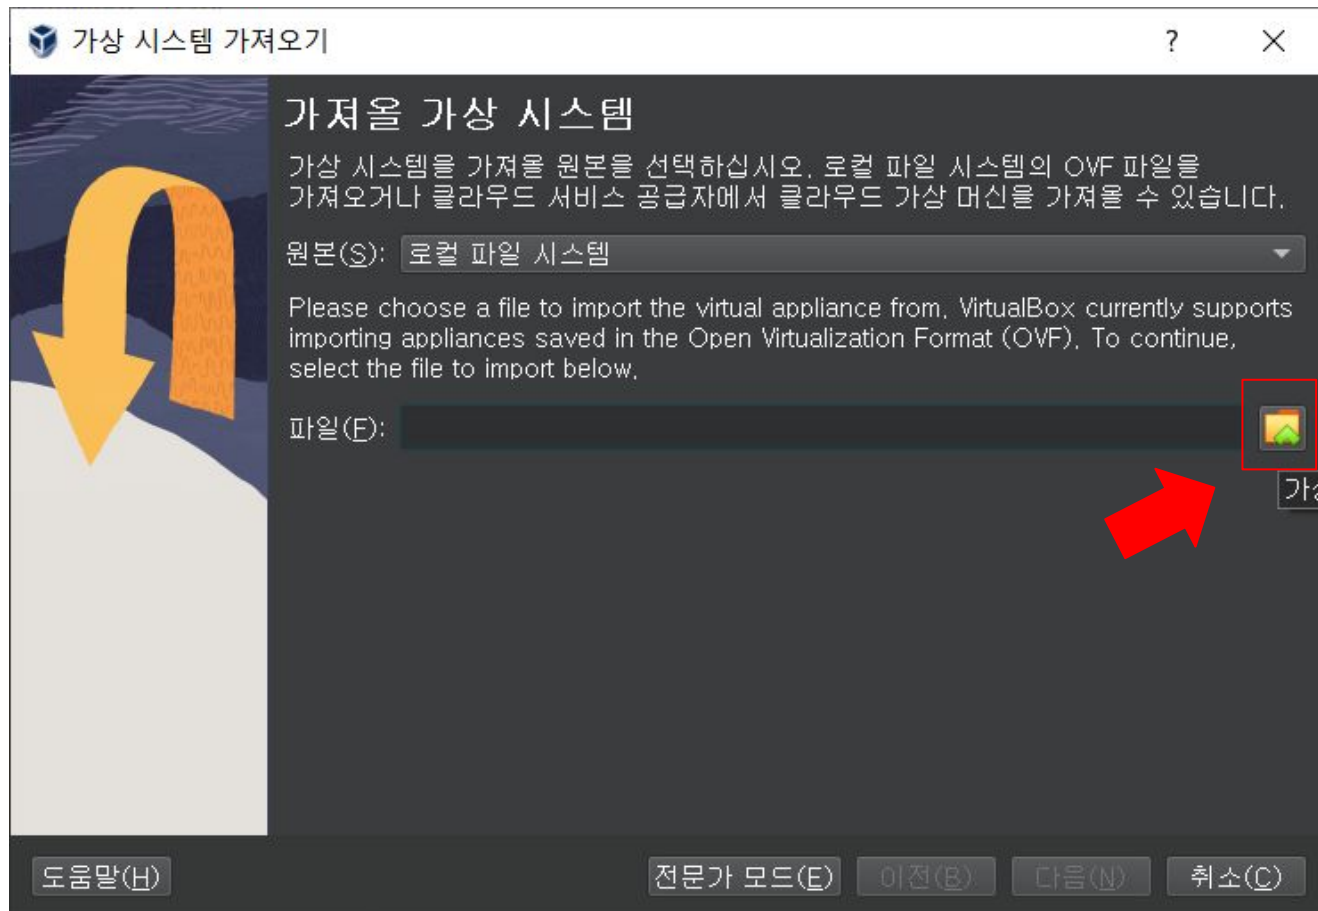 가상 시스템 가져오기
?
가져올 가상 시스템
가상 시스템을 가져올 원본을 선택하십시오. 로컬 파일 시스템의 OVF 파일을
가져오거나 클라우드 서비스 공급자에서 클라우드 가상 머신을 가져올 수 있습니다.
원본(S): 로컬 파일 시스템
Please choose a file to import the virtual appliance from. VirtualBox currently supports
importing appliances saved in the Open Virtualization Format (OVF). To continue,
select the file to import below.
파일(F):
도움말(H) 전문가 모드(E) 이전(B) 다음(N) 취소(C)